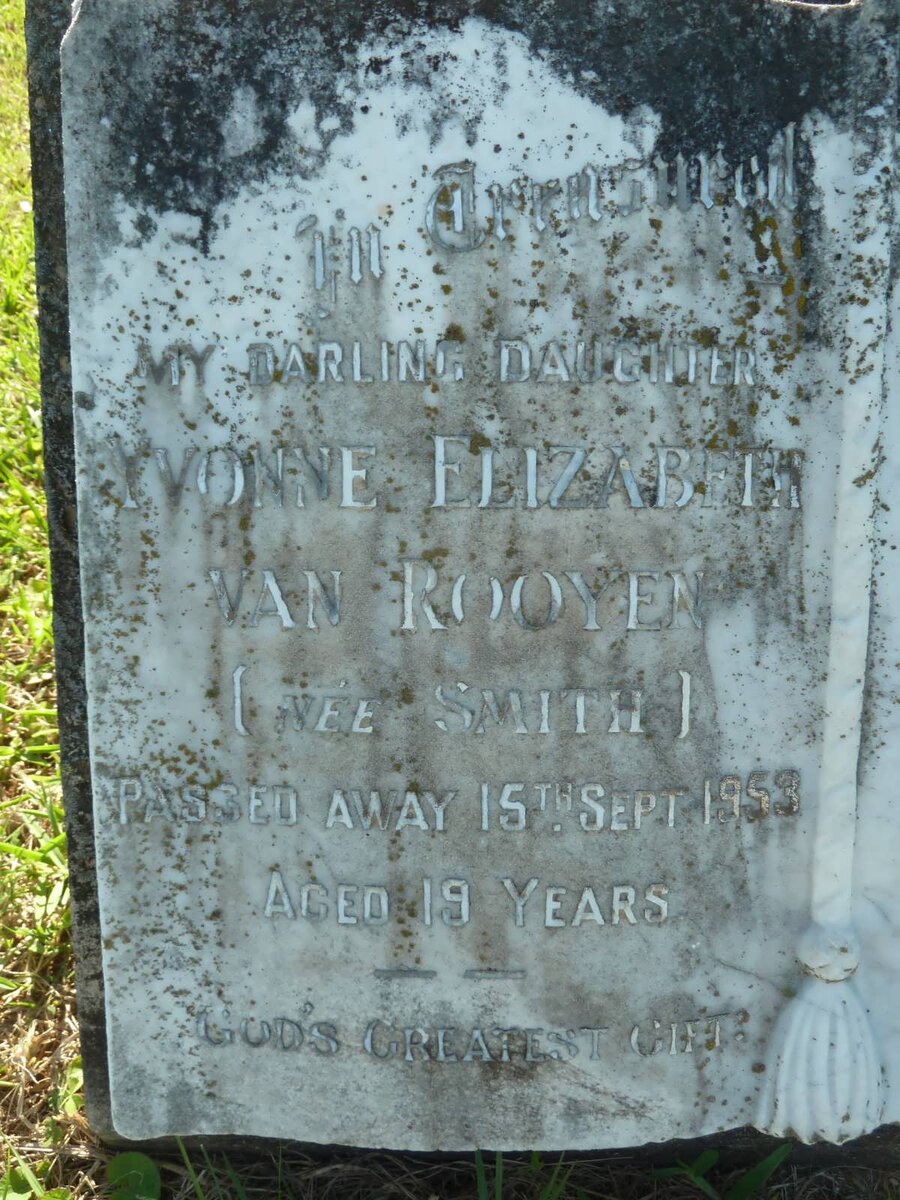 in Treasured
MY DARLING DAUGHTER
YVONNE ELIZABETH
VAN ROOYEN
(NÉE SMITH)
PASSED AWAY 15TH. SEPT 1953
AGED 19 YEARS
GOD'S GREATEST GIFT.